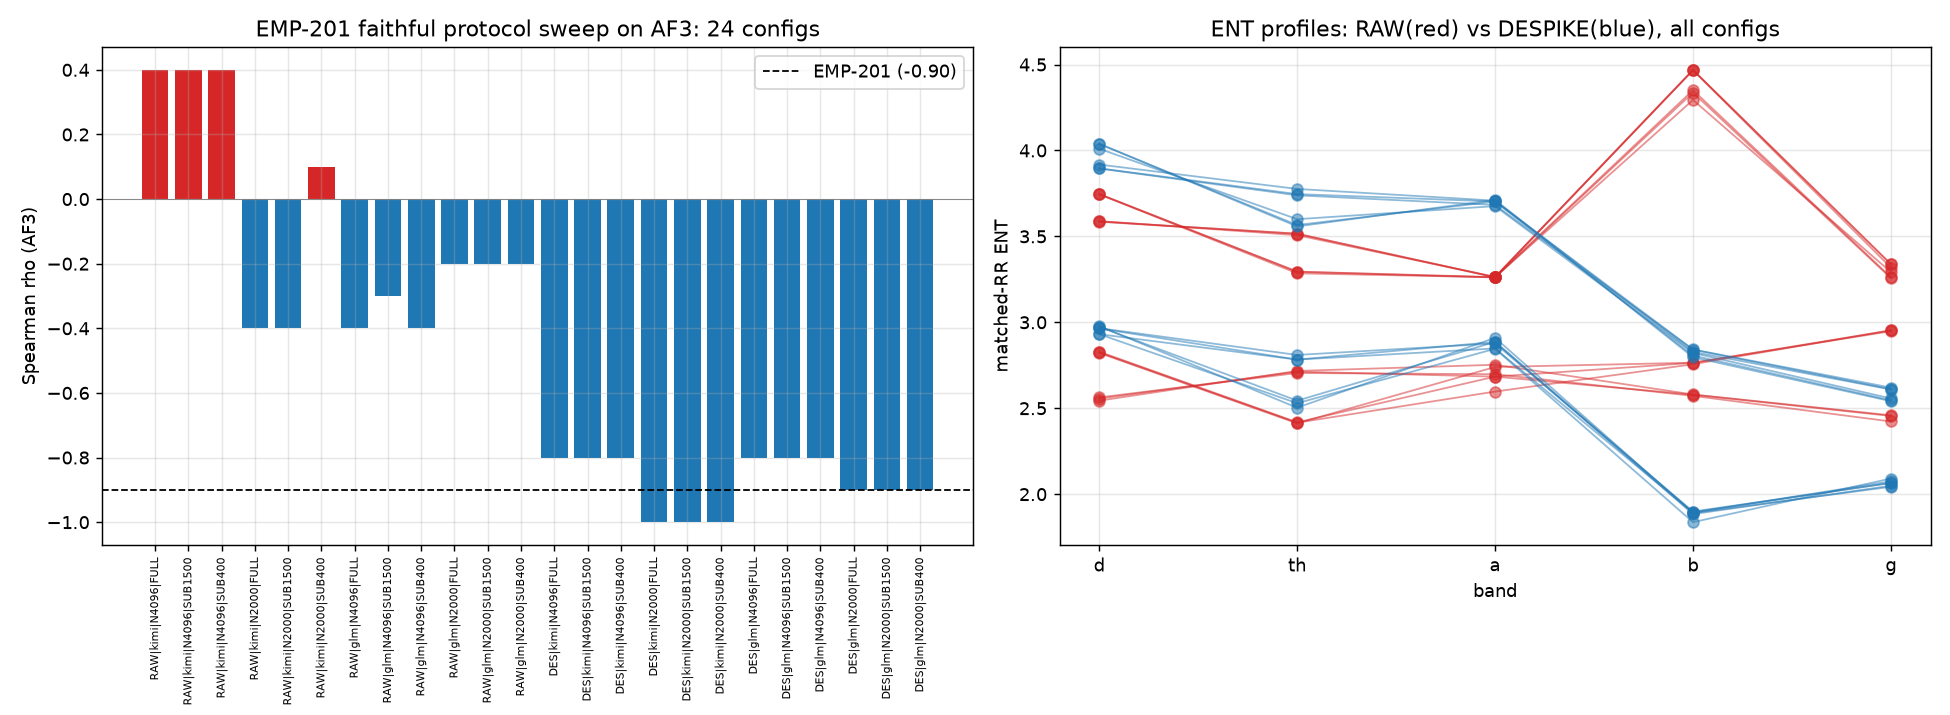 EMP-201 faithful protocol sweep on AF3: 24 configs
EMP-201 (-0.90)
Spearman rho (AF3)
0.4
0.2
0.0
−0.2
−0.4
−0.6
−0.8
−1.0
RAW|kimi|N4096|FULL
RAW|kimi|N4096|SUB1500
RAW|kimi|N4096|SUB400
RAW|kimi|N2000|FULL
RAW|kimi|N2000|SUB1500
RAW|kimi|N2000|SUB400
RAW|glm|N4096|FULL
RAW|glm|N4096|SUB1500
RAW|glm|N4096|SUB400
RAW|glm|N2000|FULL
RAW|glm|N2000|SUB1500
RAW|glm|N2000|SUB400
DES|kimi|N4096|FULL
DES|kimi|N4096|SUB1500
DES|kimi|N4096|SUB400
DES|kimi|N2000|FULL
DES|kimi|N2000|SUB1500
DES|kimi|N2000|SUB400
DES|glm|N4096|FULL
DES|glm|N4096|SUB1500
DES|glm|N4096|SUB400
DES|glm|N2000|FULL
DES|glm|N2000|SUB1500
DES|glm|N2000|SUB400
ENT profiles: RAW(red) vs DESPIKE(blue), all configs
matched-RR ENT
4.5
4.0
3.5
3.0
2.5
2.0
d th a b g
band